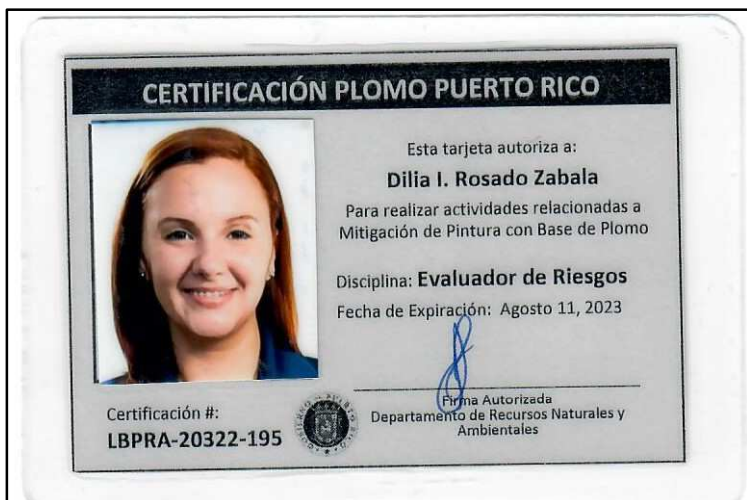 CERTIFICACIÓN PLOMO PUERTO RICO
Esta tarjeta autoriza a:
Dilia I. Rosado Zabala
Para realizar actividades relacionadas a
Mitigación de Pintura con Base de Plomo
Disciplina: Evaluador de Riesgos
Fecha de Expiración: Agosto 11, 2023
Firma Autorizada
Departamento de Recursos Naturales y
Ambientales
Certificación #:
LBPRA-20322-195